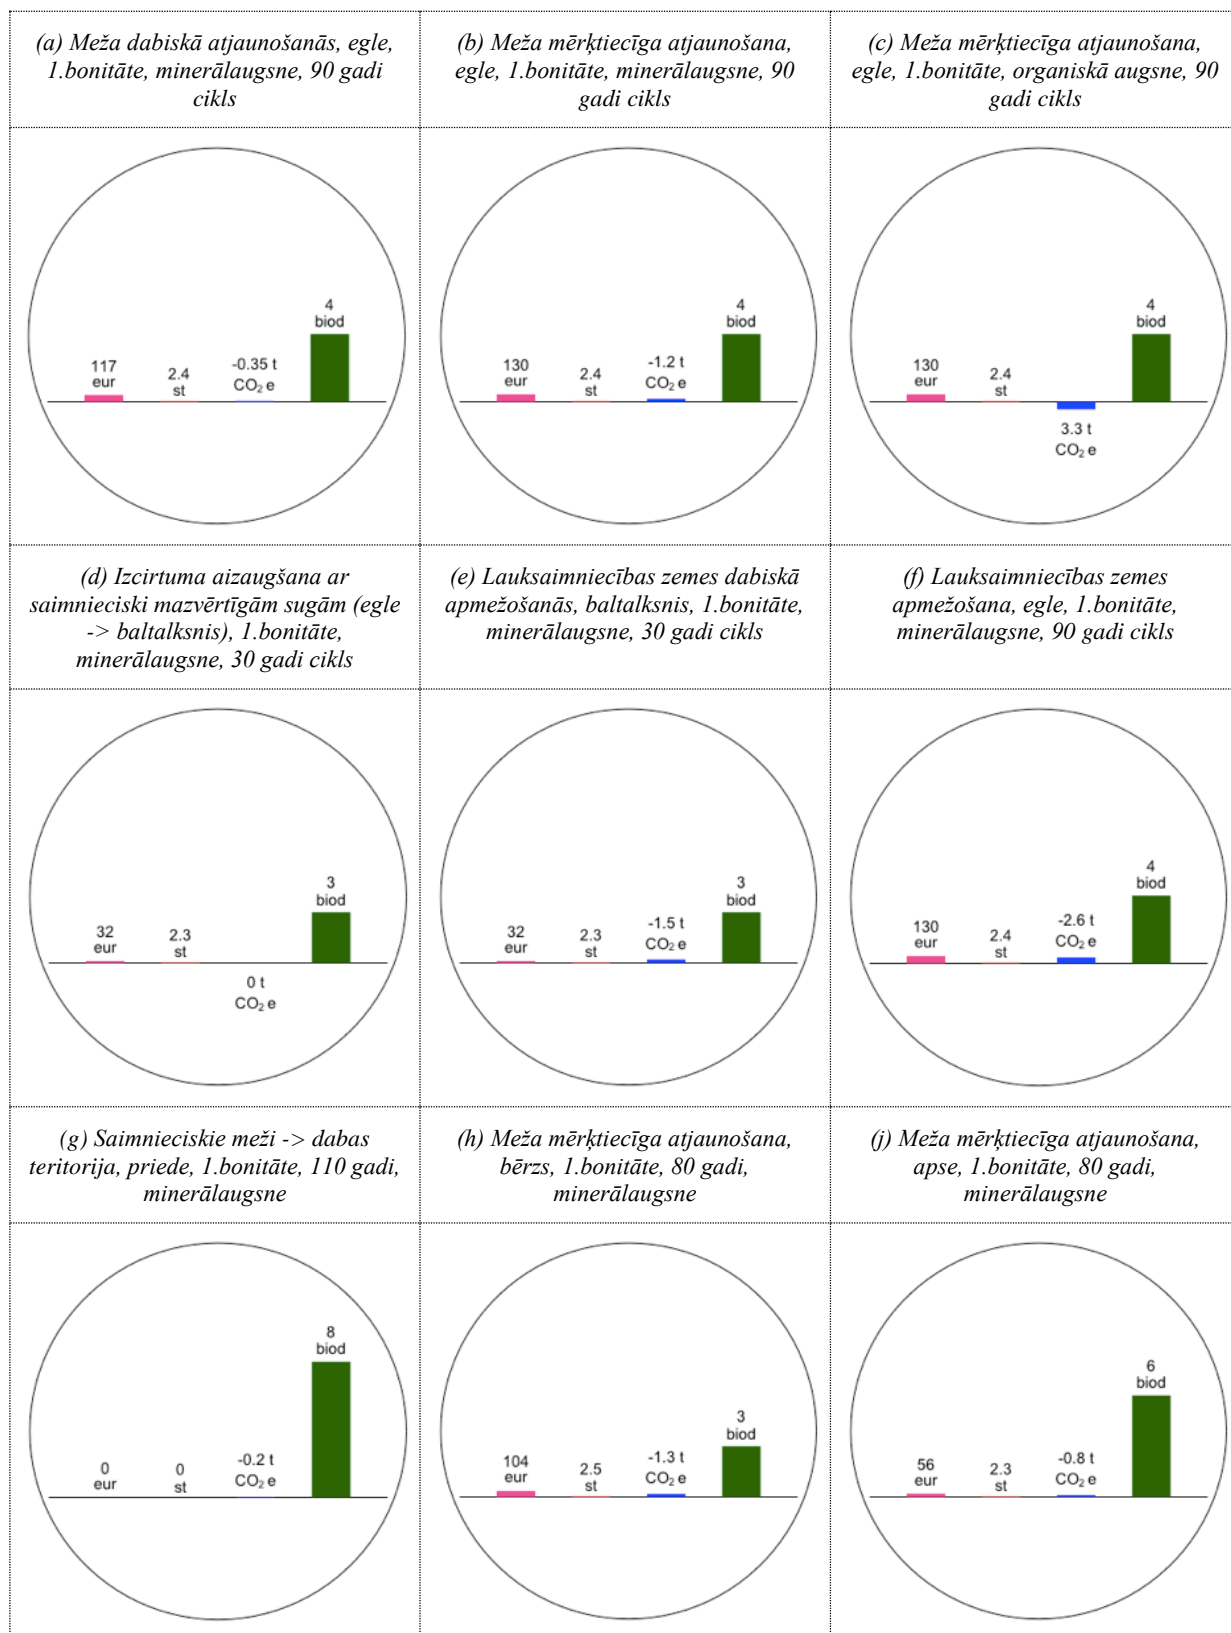 (a) Meža dabiskā atjaunošanās, egle,
1.bonitāte, minerālaugsne, 90 gadi
cikls
(b) Meža mērķtiecīga atjaunošana,
egle, 1.bonitāte, minerālaugsne, 90
gadi cikls
(c) Meža mērķtiecīga atjaunošana,
egle, 1.bonitāte, organiskā augsne, 90
gadi cikls
117
eur
2.4
st
-0.35 t
CO₂ e
4
biod
130
eur
2.4
st
-1.2 t
CO₂ e
4
biod
130
eur
2.4
st
3.3 t
CO₂ e
4
biod
(d) Izcirtuma aizaugšana ar
saimnieciski mazvērtīgām sugām (egle
-> baltalksnis), 1.bonitāte,
minerālaugsne, 30 gadi cikls
(e) Lauksaimniecības zemes dabiskā
apmežošanās, baltalksnis, 1.bonitāte,
minerālaugsne, 30 gadi cikls
(f) Lauksaimniecības zemes
apmežošana, egle, 1.bonitāte,
minerālaugsne, 90 gadi cikls
32
eur
2.3
st
0 t
CO₂ e
3
biod
32
eur
2.3
st
-1.5 t
CO₂ e
3
biod
130
eur
2.4
st
-2.6 t
CO₂ e
4
biod
(g) Saimnieciskie meži -> dabas
teritorija, priede, 1.bonitāte, 110 gadi,
minerālaugsne
(h) Meža mērķtiecīga atjaunošana,
bērzs, 1.bonitāte, 80 gadi,
minerālaugsne
(j) Meža mērķtiecīga atjaunošana,
apse, 1.bonitāte, 80 gadi,
minerālaugsne
0
eur
0
st
-0.2 t
CO₂ e
8
biod
104
eur
2.5
st
-1.3 t
CO₂ e
3
biod
56
eur
2.3
st
-0.8 t
CO₂ e
6
biod